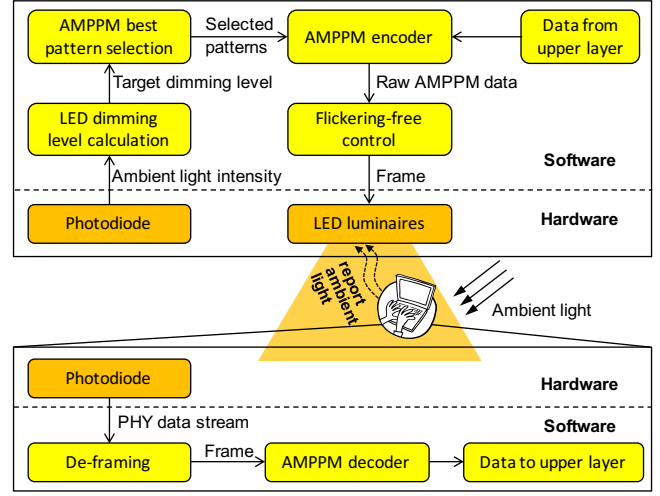 AMPPM best
pattern selection
Selected
patterns
AMPPM encoder
Data from
upper layer
Target dimming level
Raw AMPPM data
LED dimming
level calculation
Flickering-free
control
Software
Ambient light intensity
Frame
Photodiode
LED luminaires
Hardware
report
ambient
light
Ambient light
Photodiode
Hardware
PHY data stream
Software
De-framing
Frame
AMPPM decoder
Data to upper layer